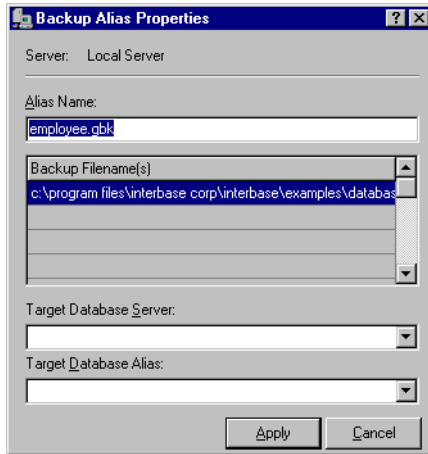 Backup Alias Properties
Server: Local Server
Alias Name:
employee.gbk
Backup Filename(s)
c:\program files\interbase corp\interbase\examples\databas
Target Database Server:
Target Database Alias:
Apply Cancel